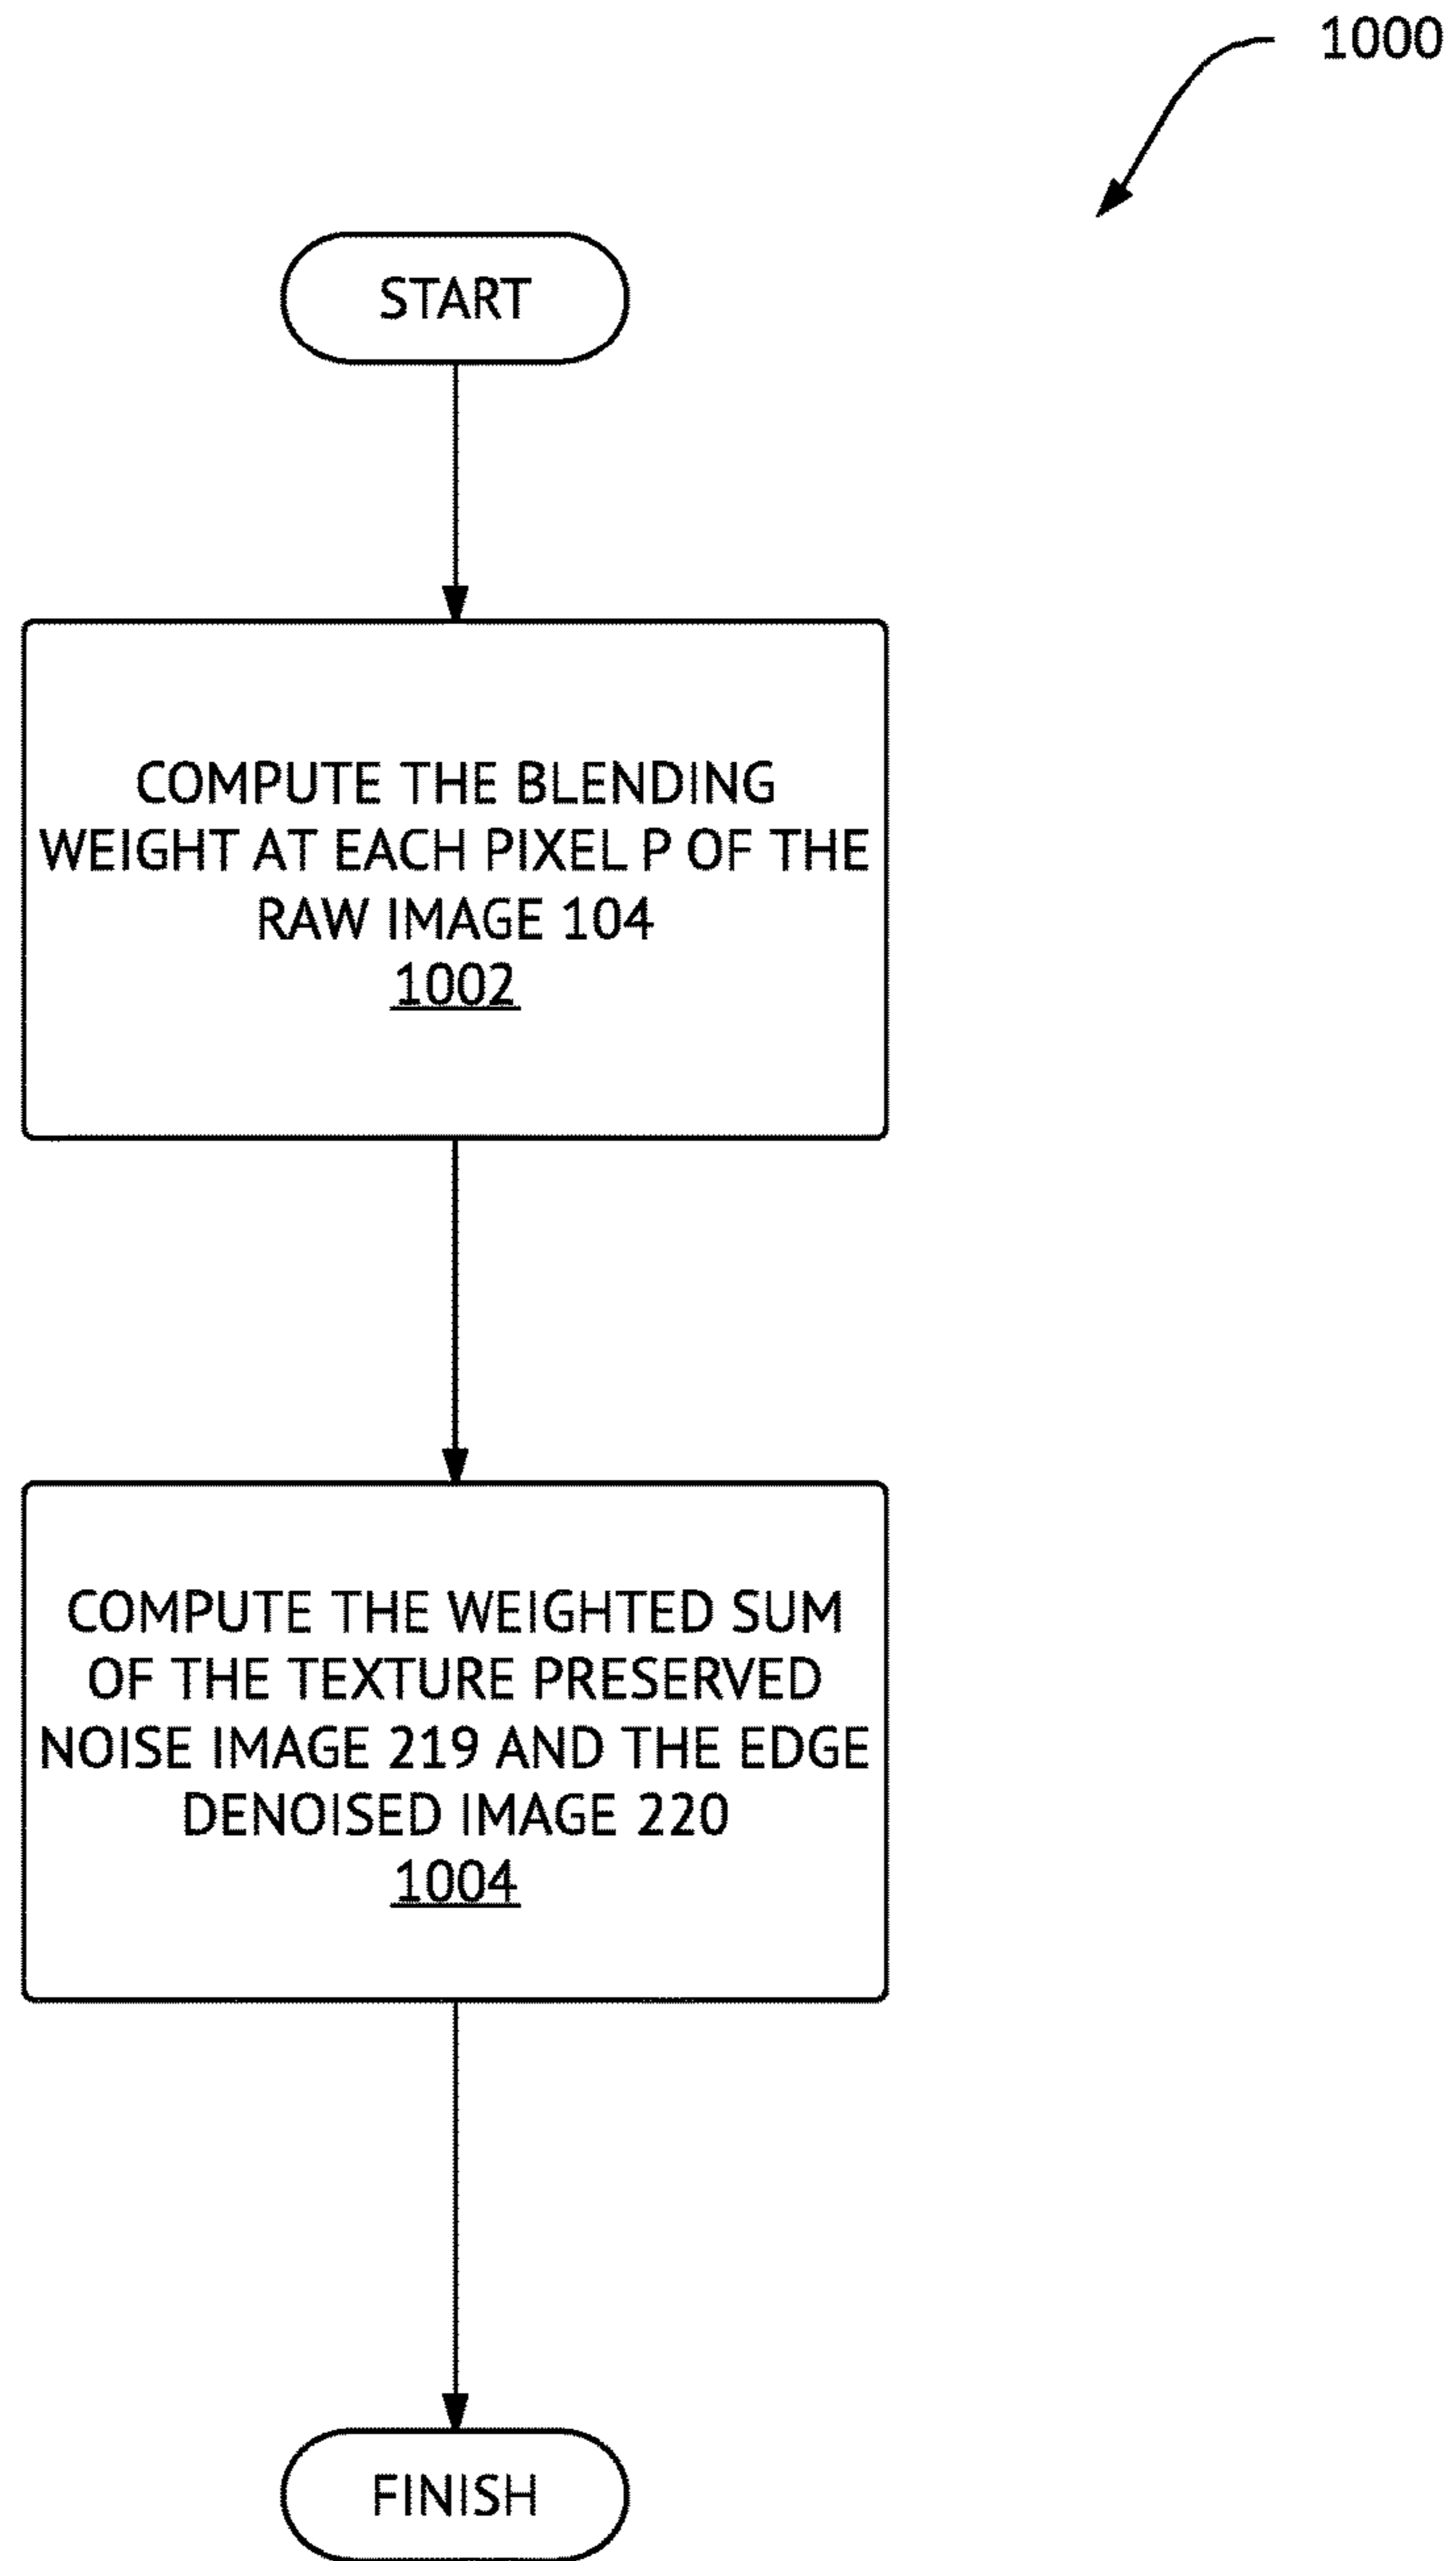 1000
START
COMPUTE THE BLENDING
WEIGHT AT EACH PIXEL P OF THE
RAW IMAGE 104
1002
COMPUTE THE WEIGHTED SUM
OF THE TEXTURE PRESERVED
NOISE IMAGE 219 AND THE EDGE
DENOISED IMAGE 220
1004
FINISH